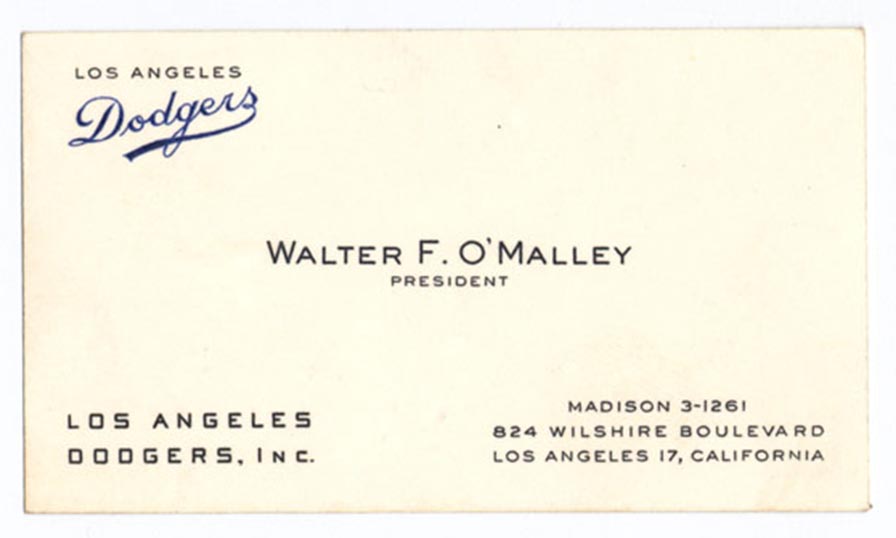 LOS ANGELES
Dodgers
WALTER F. O'MALLEY
PRESIDENT
LOS ANGELES
DODGERS, INC.
MADISON 3-1261
824 WILSHIRE BOULEVARD
LOS ANGELES 17, CALIFORNIA